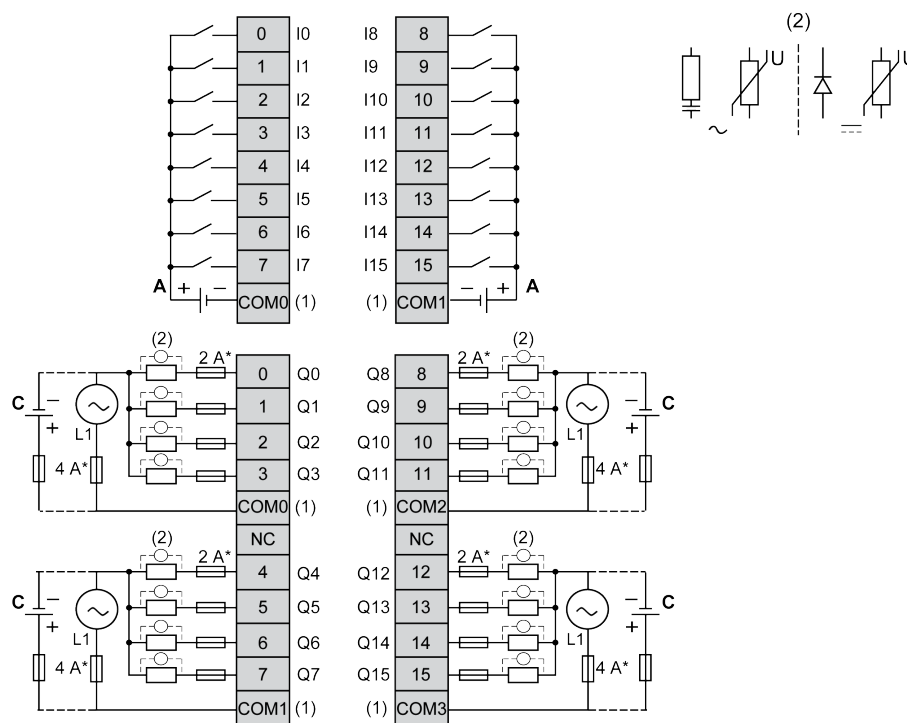 0 I0 I8 8
1 I1 I9 9
2 I2 I10 10
3 I3 I11 11
4 I4 I12 12
5 I5 I13 13
6 I6 I14 14
7 I7 I15 15
A + − COM0 (1) (1) COM1 − + A
(2)
U U
(2) 2 A* 0 Q0 Q8 8 2 A* (2)
C − + L1 1 Q1 Q9 9 L1 − + C
2 Q2 Q10 10
4 A* 3 Q3 Q11 11 4 A*
COM0 (1) (1) COM2
NC NC
(2) 2 A* 4 Q4 Q12 12 2 A* (2)
C − + L1 5 Q5 Q13 13 L1 − + C
6 Q6 Q14 14
4 A* 7 Q7 Q15 15 4 A*
COM1 (1) (1) COM3